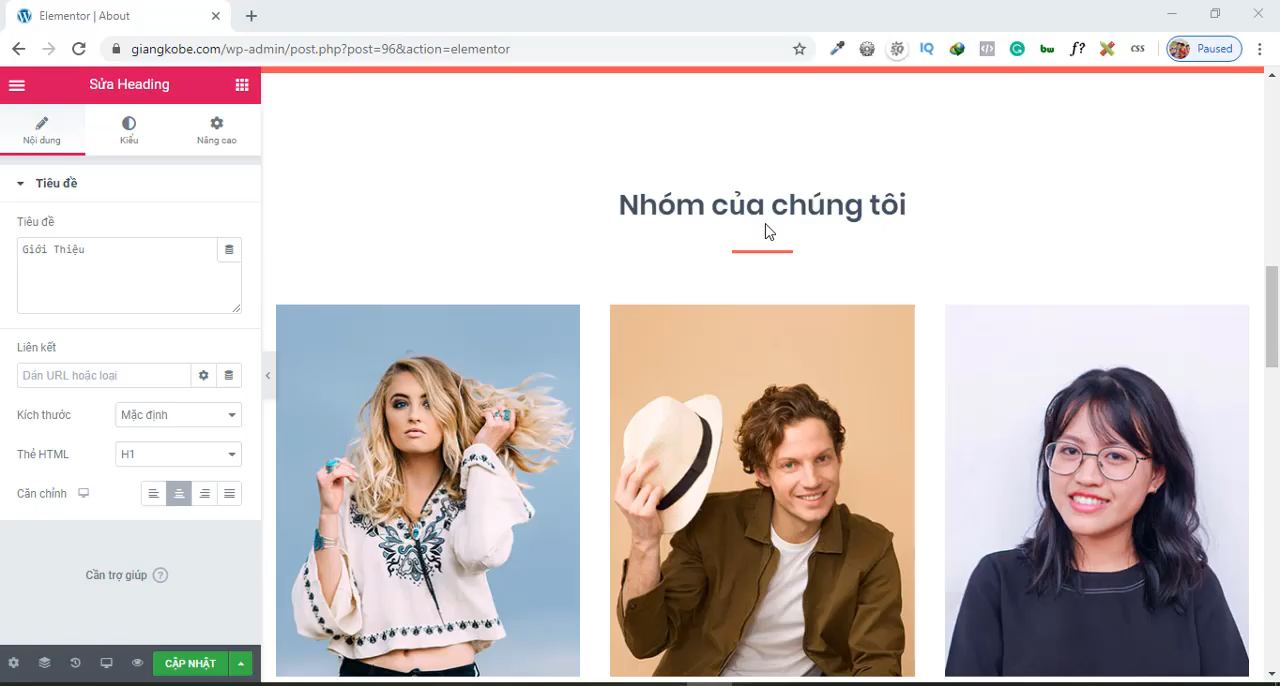 Elementor | About
giangkobe.com/wp-admin/post.php?post=96&action=elementor
IQ
bw
f?
CSS
Paused
Sửa Heading
Nội dung
Kiểu
Nâng cao
Tiêu đề
Tiêu đề
Giới Thiệu
Liên kết
Dán URL hoặc loại
Kích thước
Mặc định
Thẻ HTML
H1
Căn chỉnh
Cần trợ giúp ?
CẬP NHẬT
Nhóm của chúng tôi